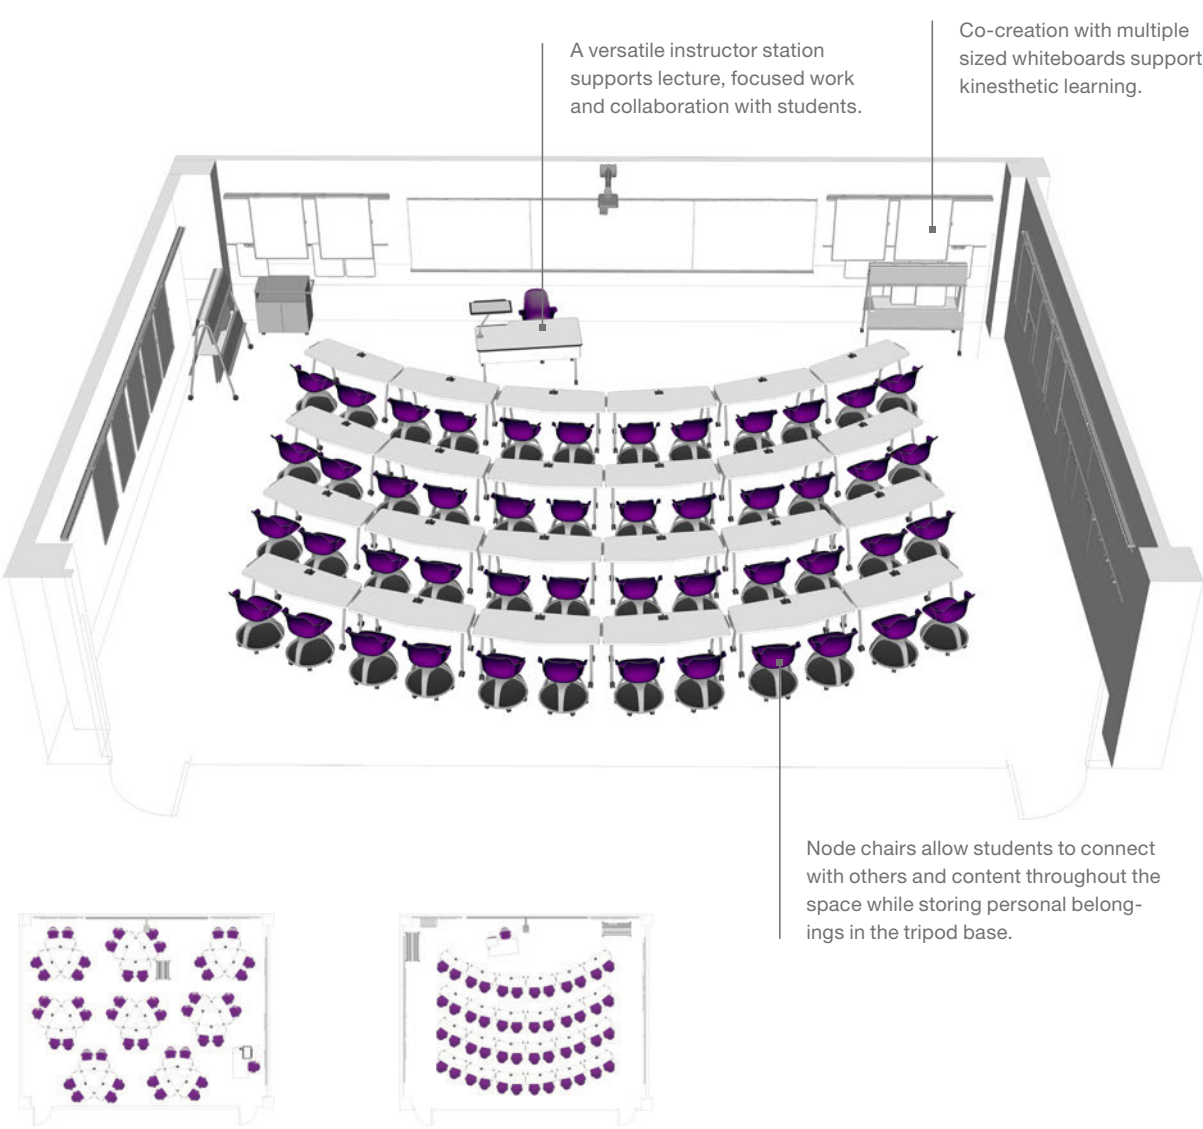 A versatile instructor station
supports lecture, focused work
and collaboration with students.
Co-creation with multiple
sized whiteboards support
kinesthetic learning.
Node chairs allow students to connect
with others and content throughout the
space while storing personal belong-
ings in the tripod base.